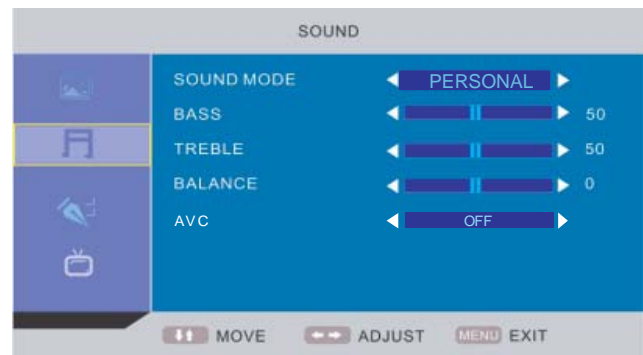 SOUND
SOUND MODE PERSONAL
BASS 50
TREBLE 50
BALANCE 0
AVC OFF
MOVE ADJUST MENU EXIT